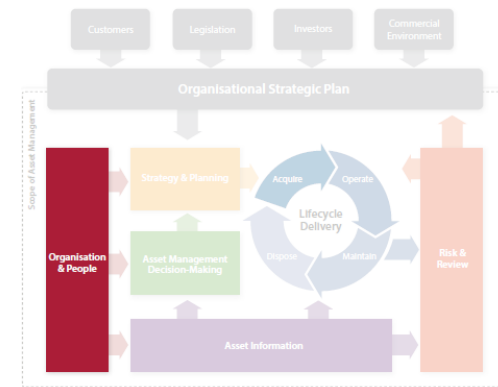 Customers
Legislation
Investors
Commercial
Environment
Organisational Strategic Plan
Scope of Asset Management
Strategy & Planning
Acquire
Operate
Lifecycle
Delivery
Organisation
& People
Asset Management
Decision-Making
Dispose
Maintain
Risk &
Review
Asset Information